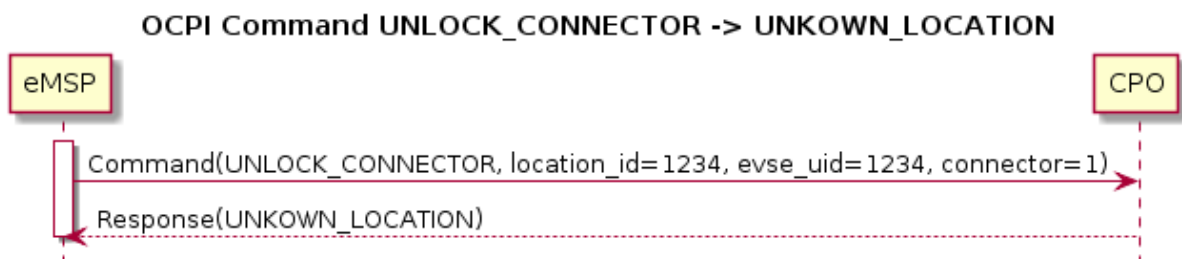 OCPI Command UNLOCK_CONNECTOR -> UNKOWN_LOCATION
eMSP
CPO
Command(UNLOCK_CONNECTOR, location_id=1234, evse_uid=1234, connector=1)
Response(UNKOWN_LOCATION)